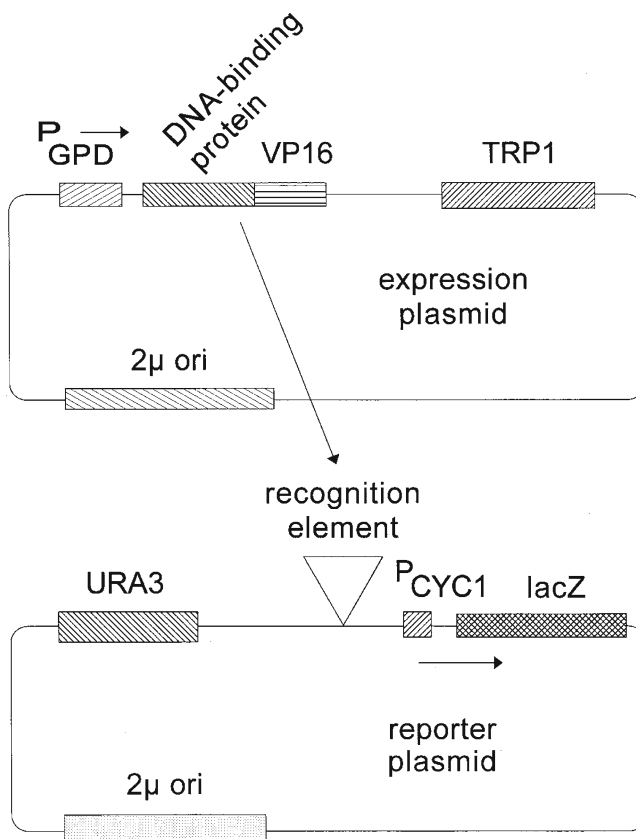 P GPD
DNA-binding
protein
VP16
TRP1
expression
plasmid
2µ ori
recognition
element
URA3
P CYC1
lacZ
reporter
plasmid
2µ ori